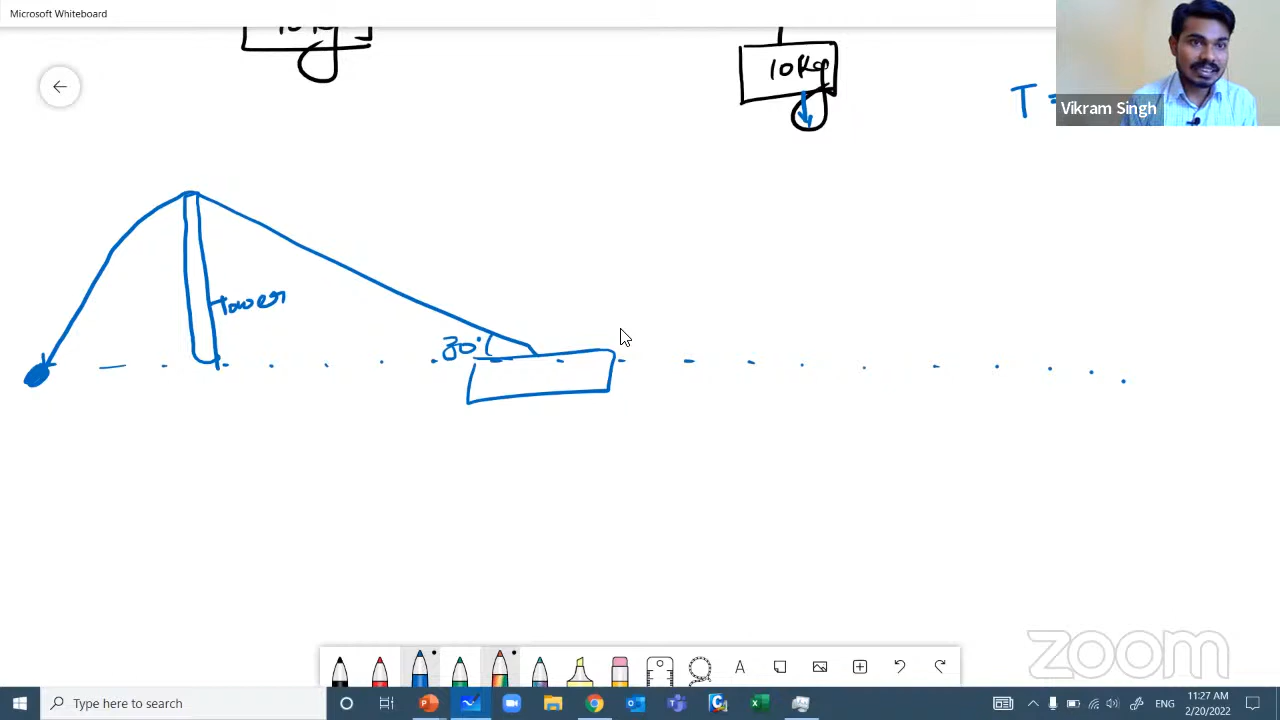 Microsoft Whiteboard
10Kg
10Kg
T =
Vikram Singh
Tower
30°
zoom
A
Type here to search
ENG
11:27 AM
2/20/2022